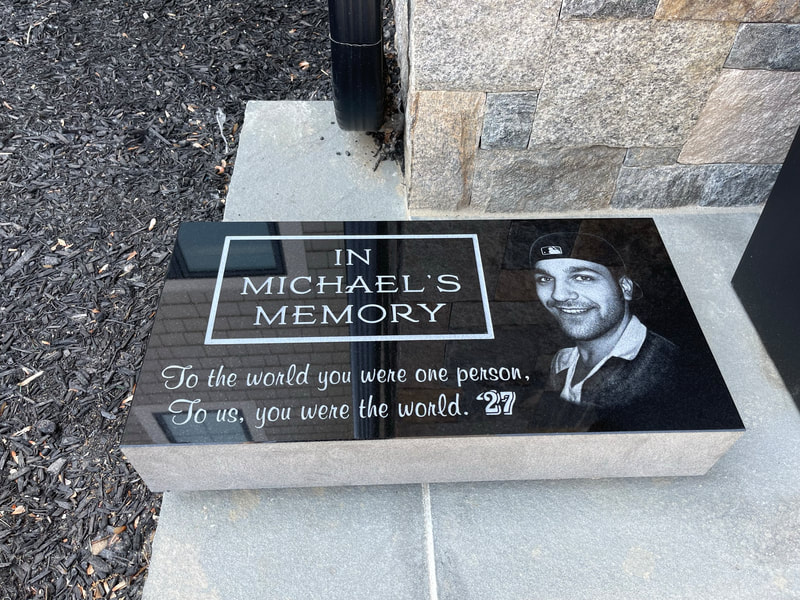 IN
MICHAEL'S
MEMORY
To the world you were one person,
To us, you were the world. '27